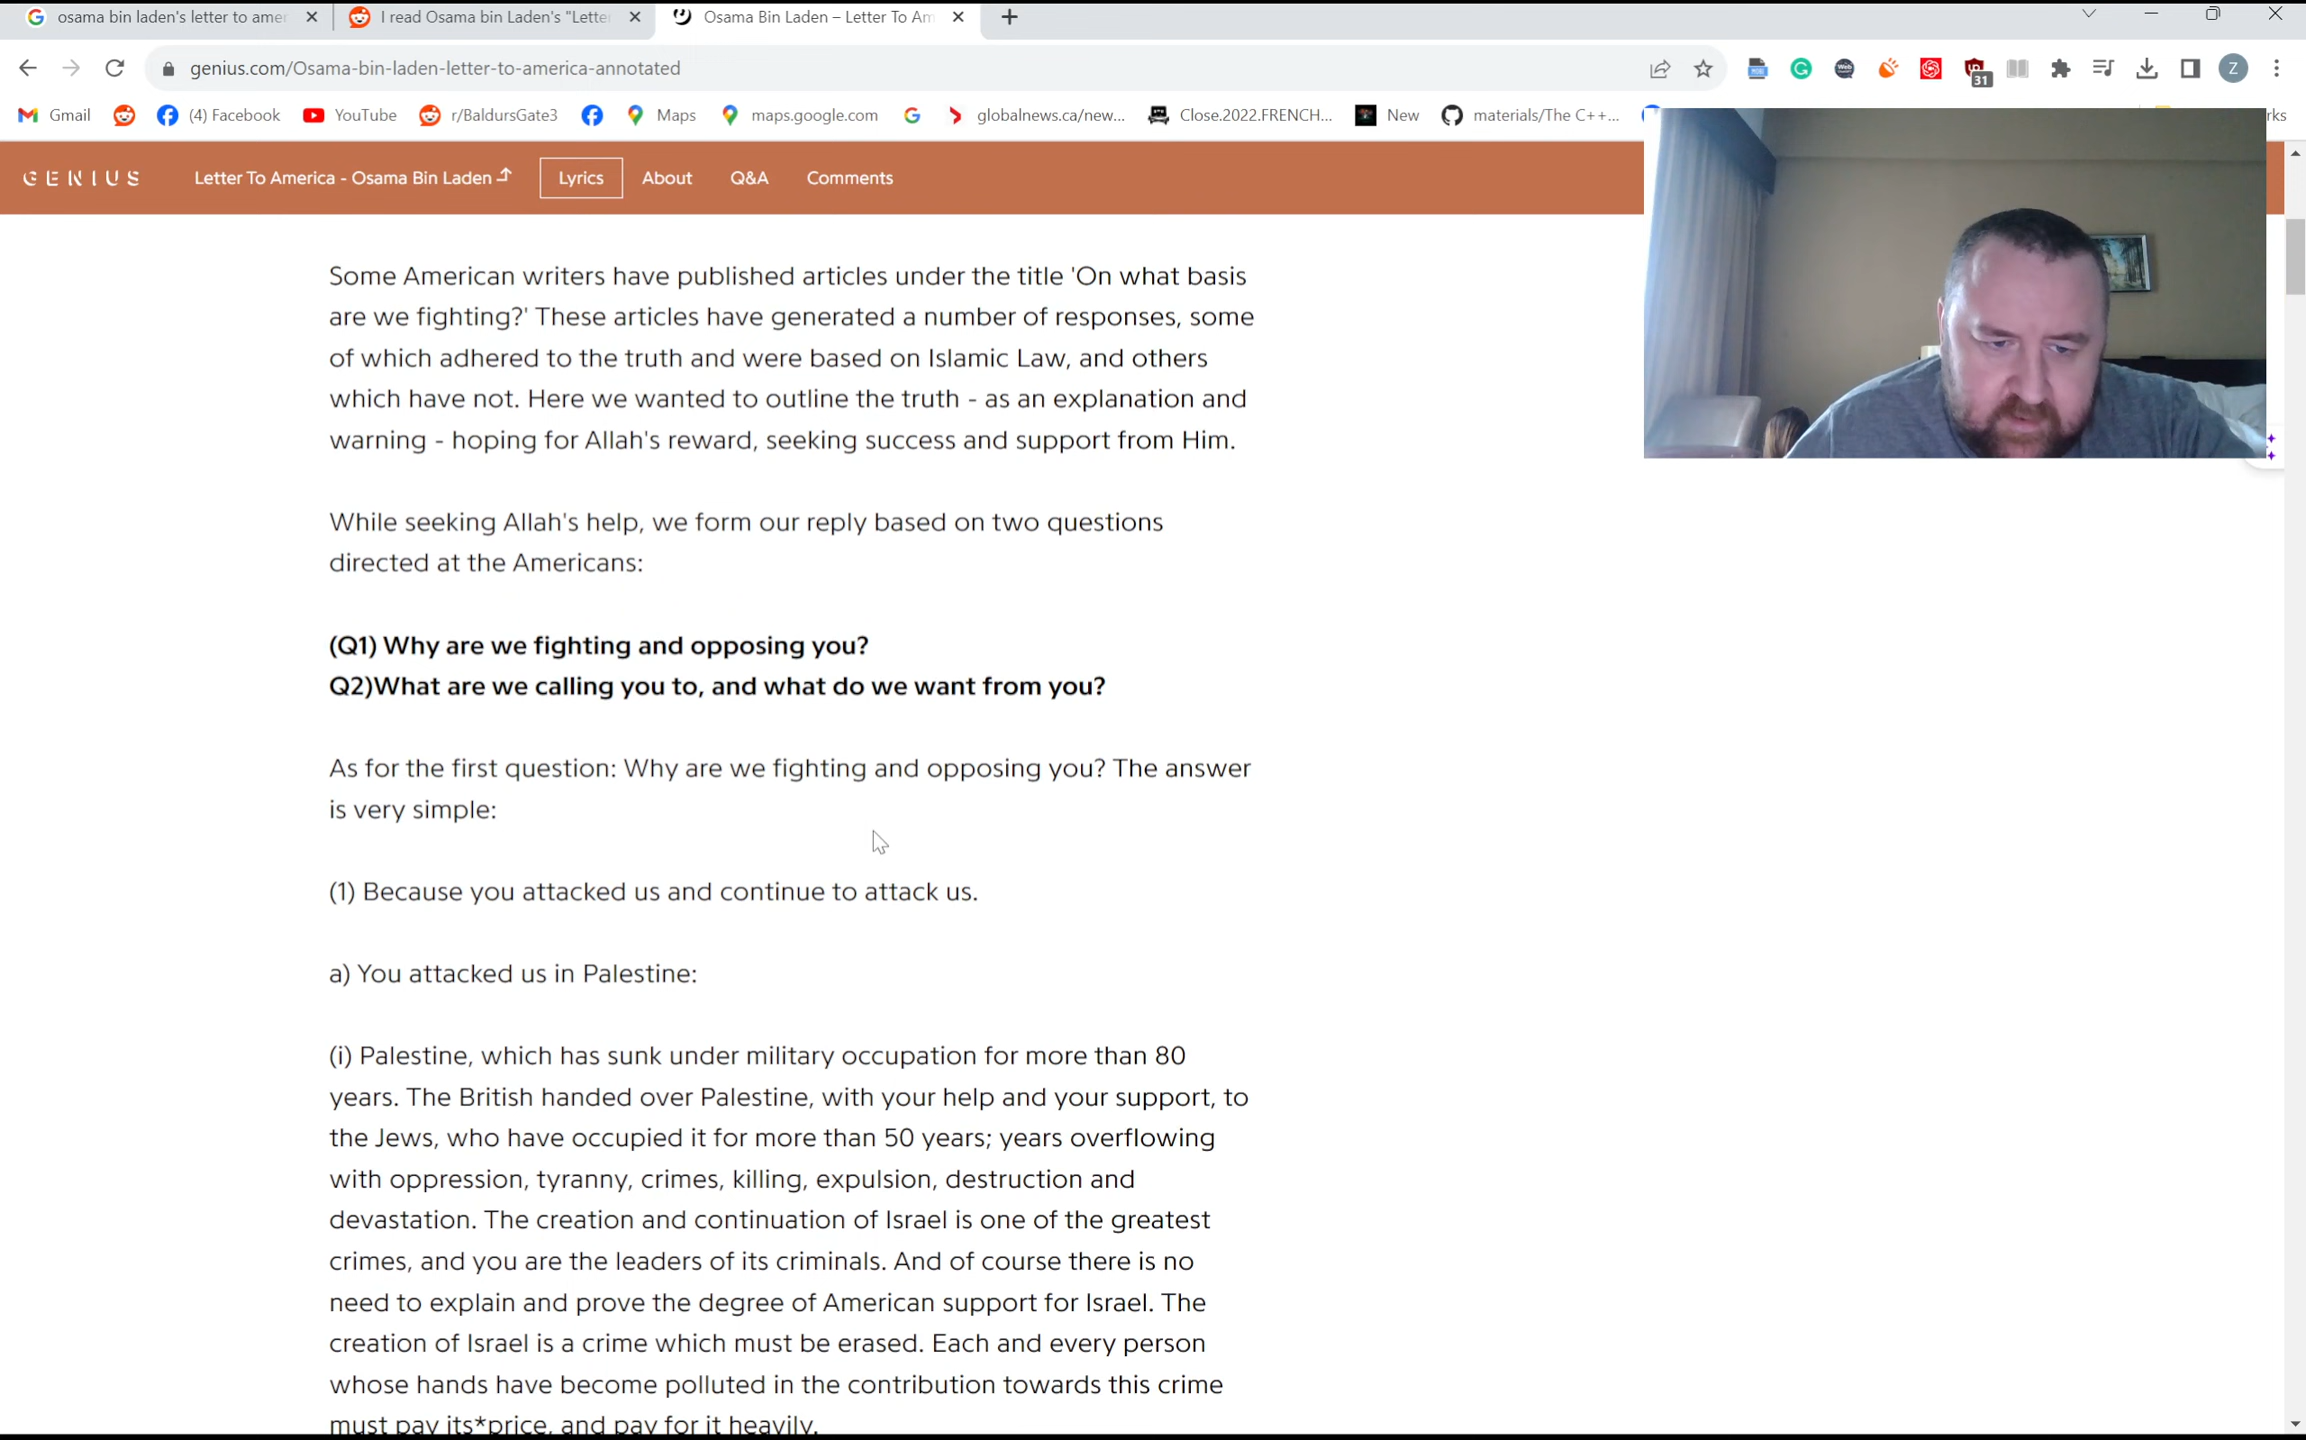 osama bin laden's letter to amer
I read Osama bin Laden's "Letter
Osama Bin Laden – Letter To Am
genius.com/Osama-bin-laden-letter-to-america-annotated
31
Z
Gmail
(4) Facebook
YouTube
r/BaldursGate3
Maps
maps.google.com
globalnews.ca/new...
Close.2022.FRENCH...
New
materials/The C++...
rks
GENIUS
Letter To America - Osama Bin Laden
Lyrics
About
Q&A
Comments
Some American writers have published articles under the title 'On what basis
are we fighting?' These articles have generated a number of responses, some
of which adhered to the truth and were based on Islamic Law, and others
which have not. Here we wanted to outline the truth - as an explanation and
warning - hoping for Allah's reward, seeking success and support from Him.
While seeking Allah's help, we form our reply based on two questions
directed at the Americans:
(Q1) Why are we fighting and opposing you?
Q2)What are we calling you to, and what do we want from you?
As for the first question: Why are we fighting and opposing you? The answer
is very simple:
(1) Because you attacked us and continue to attack us.
a) You attacked us in Palestine:
(i) Palestine, which has sunk under military occupation for more than 80
years. The British handed over Palestine, with your help and your support, to
the Jews, who have occupied it for more than 50 years; years overflowing
with oppression, tyranny, crimes, killing, expulsion, destruction and
devastation. The creation and continuation of Israel is one of the greatest
crimes, and you are the leaders of its criminals. And of course there is no
need to explain and prove the degree of American support for Israel. The
creation of Israel is a crime which must be erased. Each and every person
whose hands have become polluted in the contribution towards this crime
must pay its*price, and pay for it heavily.